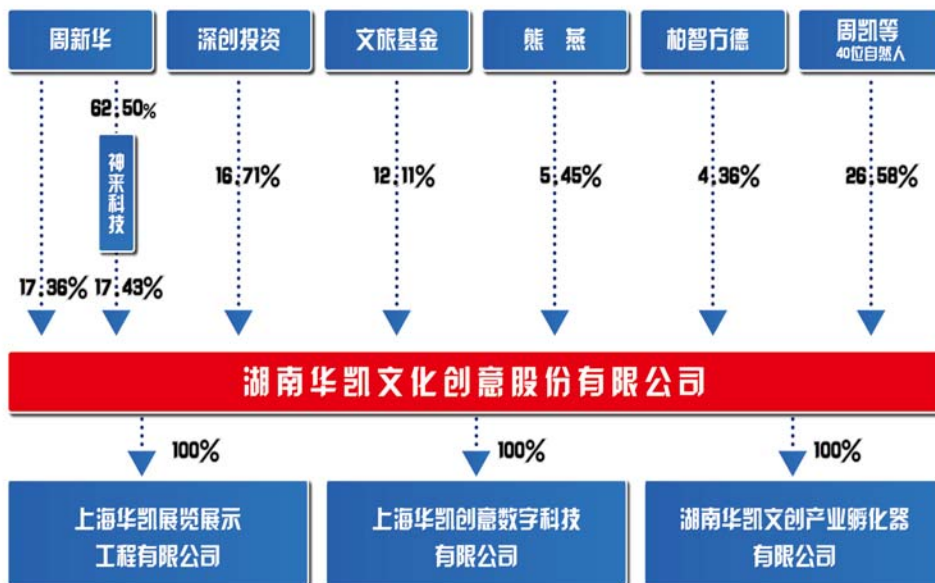 周新华
深创投资
文旅基金
熊 燕
柏智方德
周凯等
40位自然人
62.50%
神来科技
16.71%
12.11%
5.45%
4.36%
26.58%
17.36%
17.43%
湖南华凯文化创意股份有限公司
100%
100%
100%
上海华凯展览展示
工程有限公司
上海华凯创意数字科技
有限公司
湖南华凯文创产业孵化器
有限公司